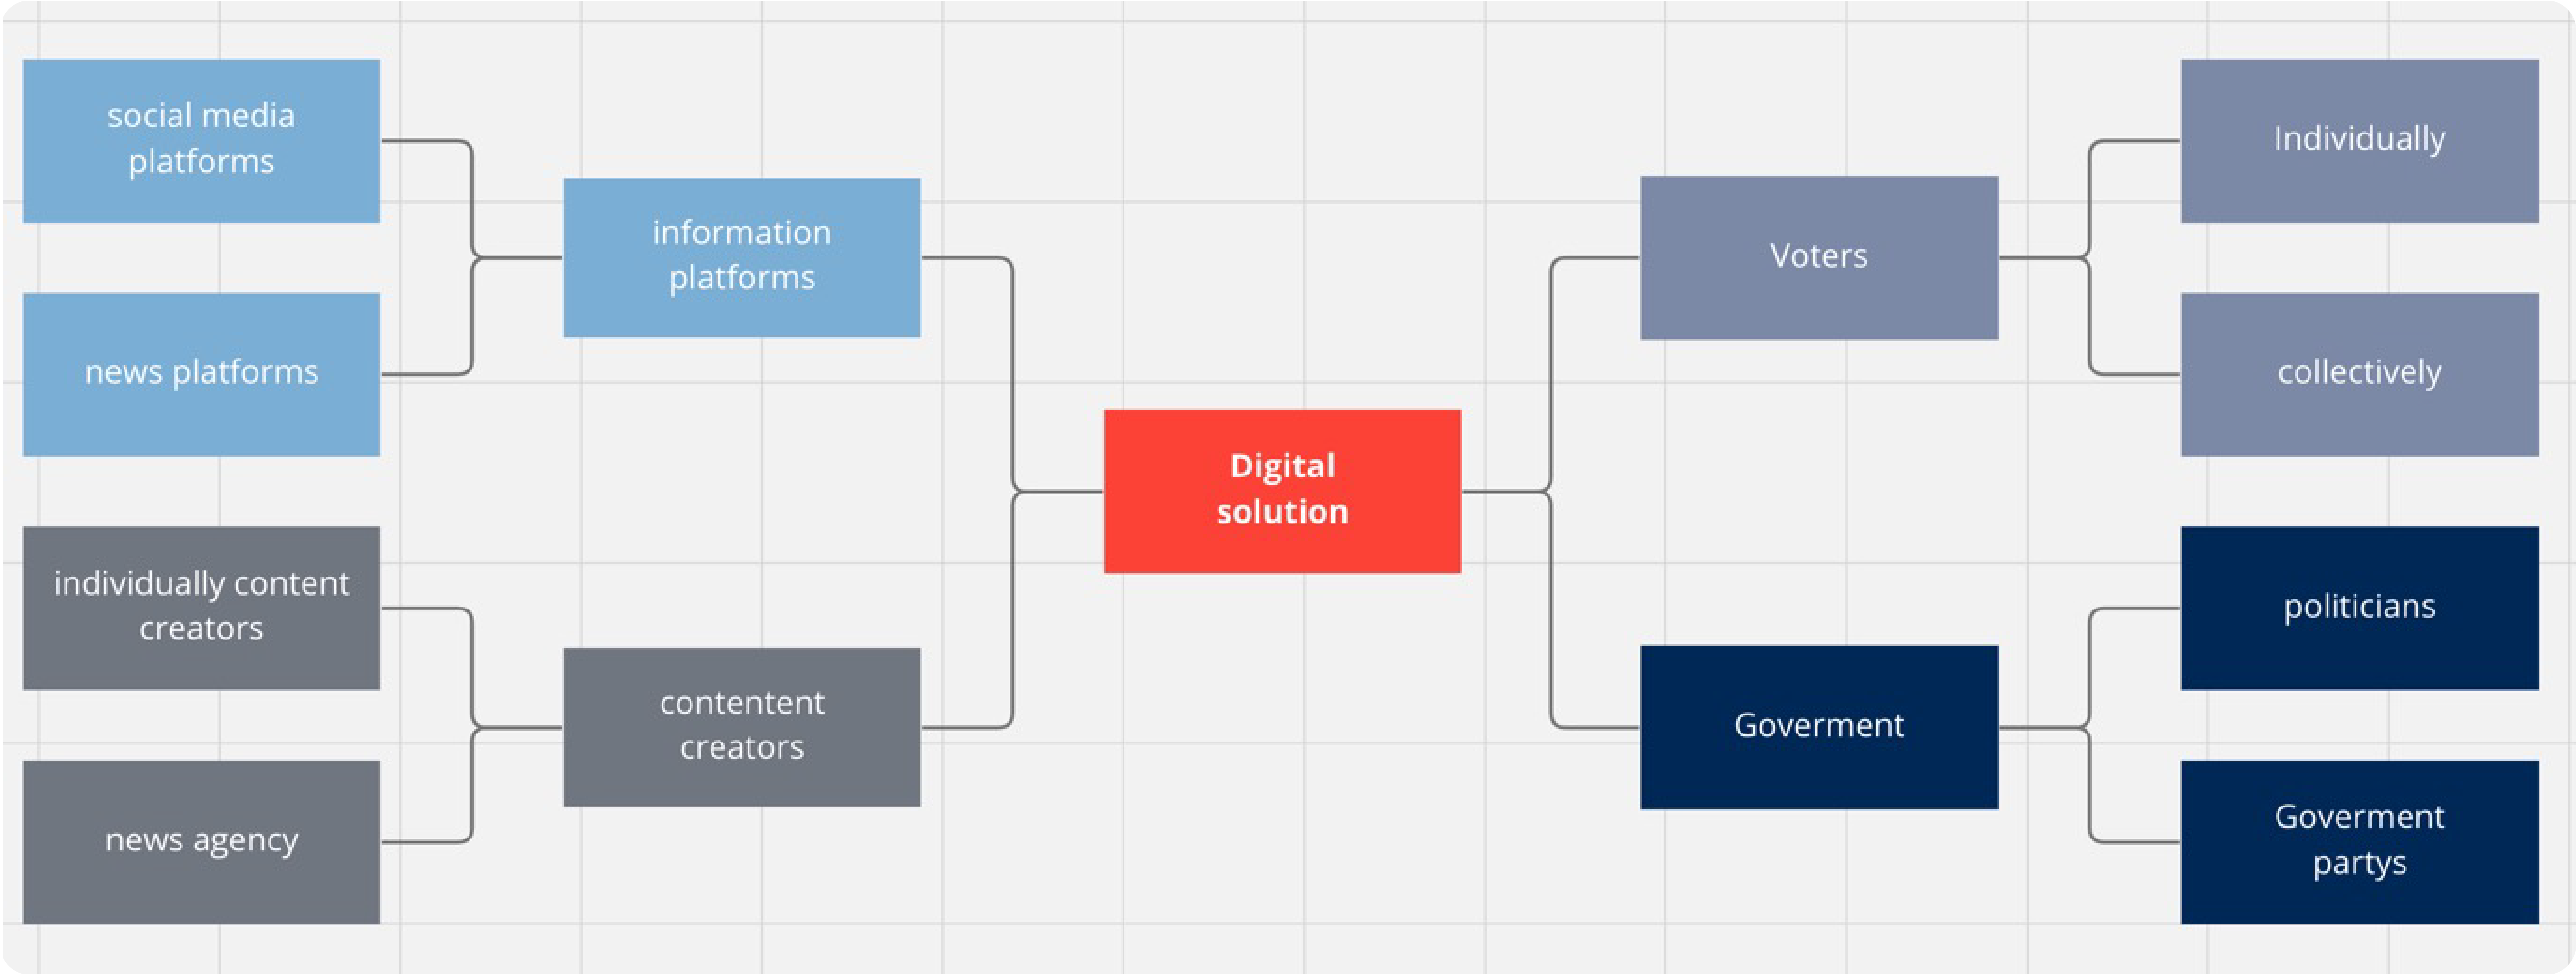 social media
platforms
news platforms
individually content
creators
news agency
information
platforms
contentent
creators
Digital
solution
Voters
Goverment
Individually
collectively
politicians
Goverment
partys